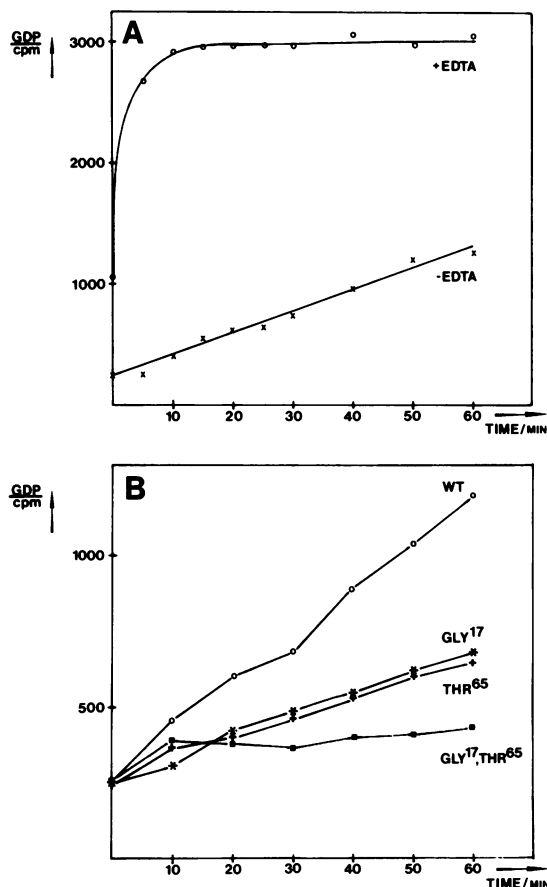 A
GDP
cpm
3000
+EDTA
2000
1000
-EDTA
10 20 30 40 50 60
TIME/MIN
B
GDP
cpm
WT
1000
GLY17
THR65
500
GLY17,THR65
10 20 30 40 50 60
TIME/MIN